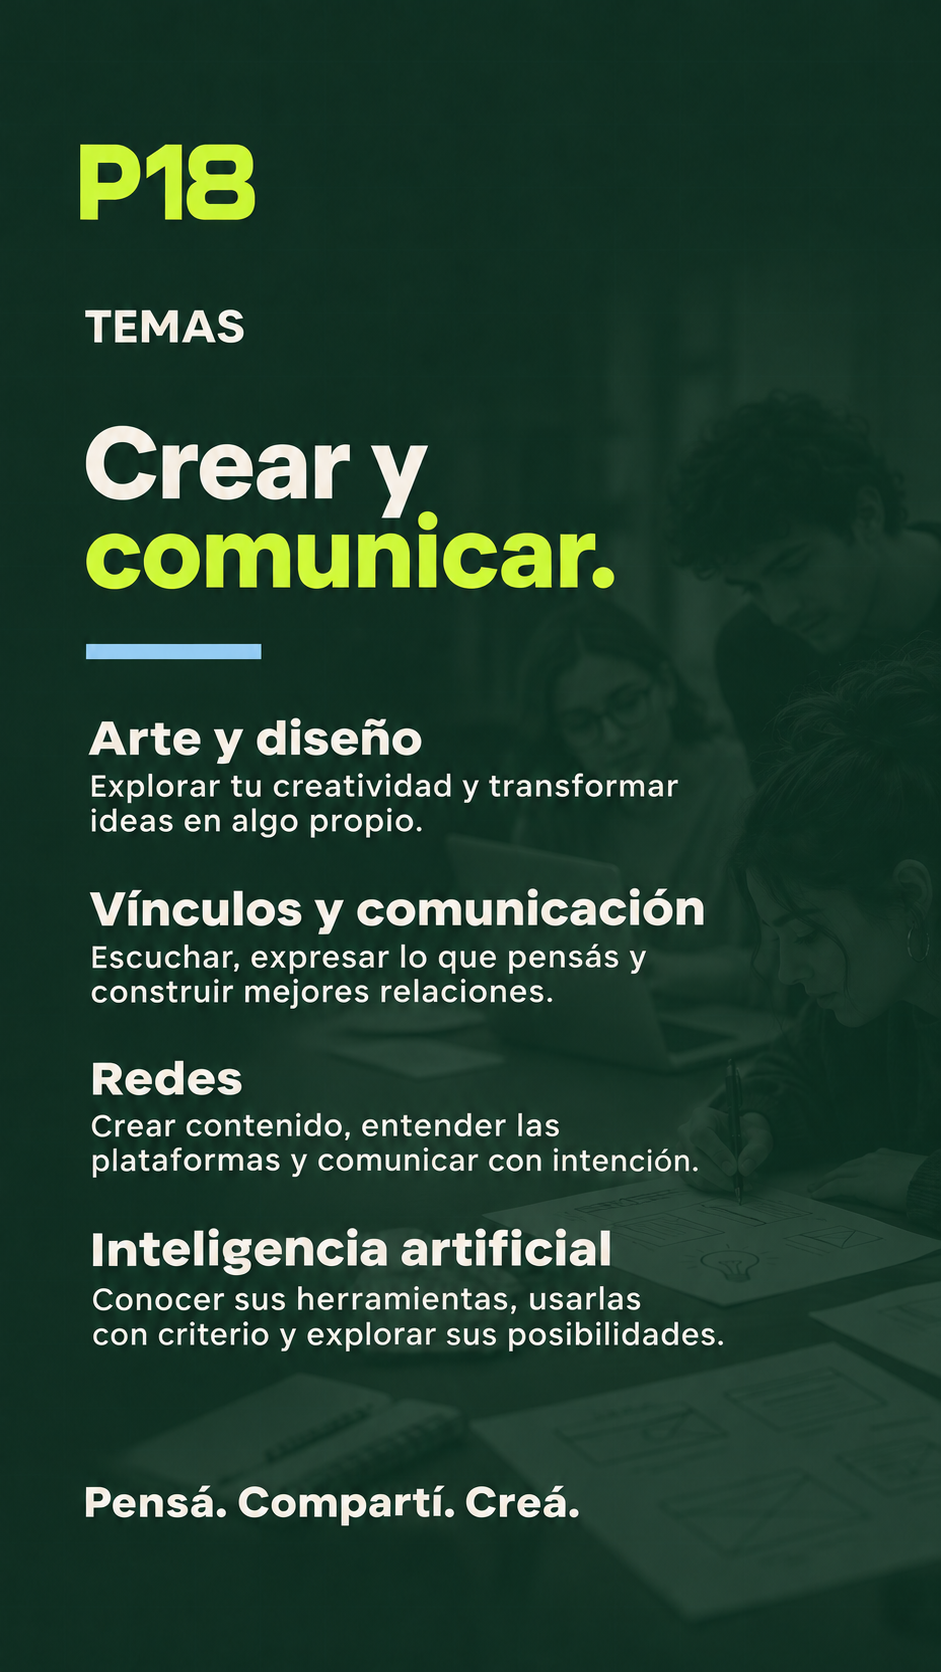 P18
TEMAS
Crear y
comunicar.
Arte y diseño
Explorar tu creatividad y transformar
ideas en algo propio.
Vínculos y comunicación
Escuchar, expresar lo que pensás y
construir mejores relaciones.
Redes
Crear contenido, entender las
plataformas y comunicar con intención.
Inteligencia artificial
Conocer sus herramientas, usarlas
con criterio y explorar sus posibilidades.
Pensá. Compartí. Creá.